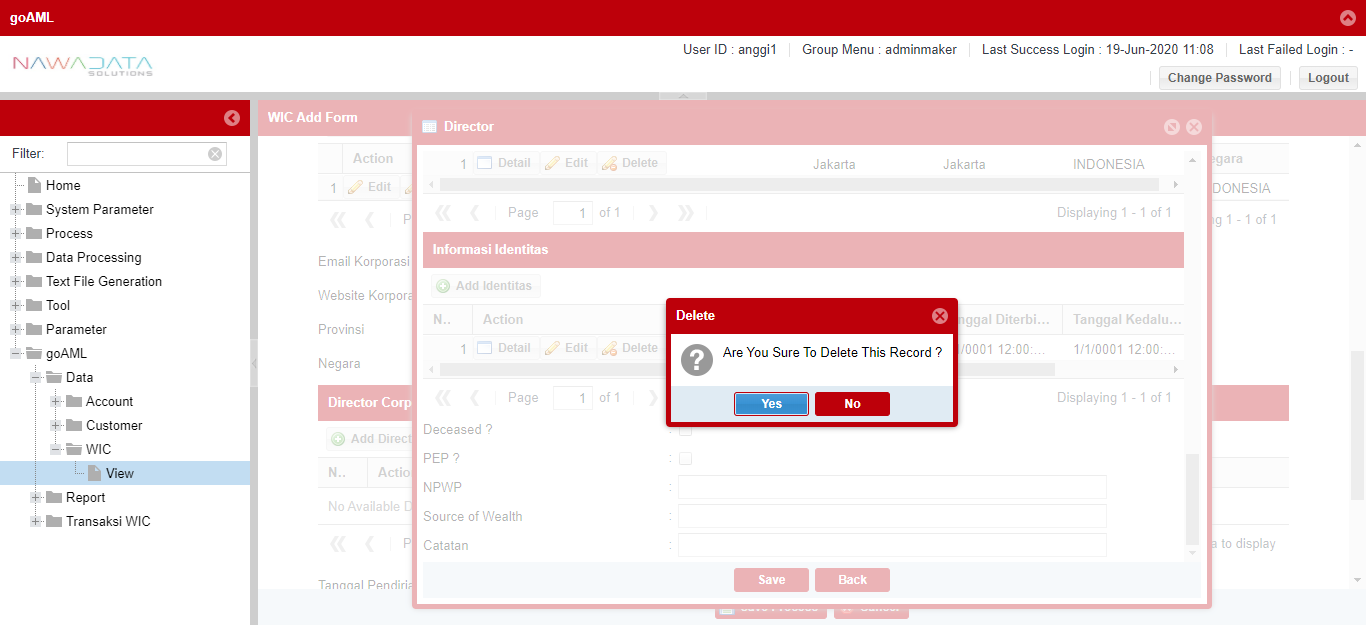 goAML
NAWADATA
SOLUTIONS
User ID : anggi1
Group Menu : adminmaker
Last Success Login : 19-Jun-2020 11:08
Last Failed Login : -
Change Password
Logout
Filter:
Home
System Parameter
Process
Data Processing
Text File Generation
Tool
Parameter
goAML
Data
Account
Customer
WIC
View
Report
Transaksi WIC
WIC Add Form
Action
1 Edit
Email Korporasi
Website Korpora
Provinsi
Negara
Director Corp
Add Direct
N.. Actio
No Available D
Tanggal Pendiria
egara
DONESIA
ng 1 - 1 of 1
a to display
Director
1 Detail Edit Delete Jakarta Jakarta INDONESIA
Page 1 of 1 Displaying 1 - 1 of 1
Informasi Identitas
Add Identitas
N.. Action nggal Diterbi... Tanggal Kedalu...
1 Detail Edit Delete /1/0001 12:00:... 1/1/0001 12:00:...
Page 1 of 1 Displaying 1 - 1 of 1
Deceased ? :
PEP ? :
NPWP :
Source of Wealth :
Catatan :
Save Back
Delete
Are You Sure To Delete This Record ?
Yes No